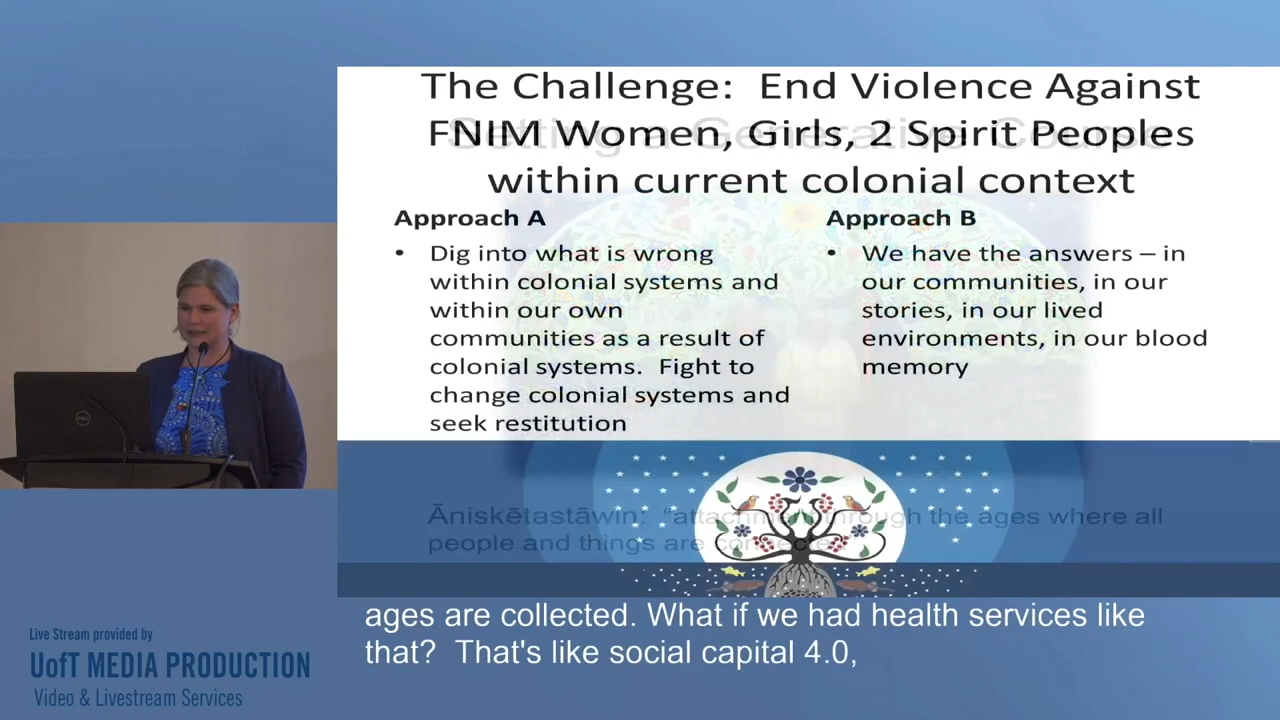 The Challenge: End Violence Against
FNIM Women, Girls, 2 Spirit Peoples
within current colonial context
Setting a Generative Course
Approach A
• Dig into what is wrong
within colonial systems and
within our own
communities as a result of
colonial systems. Fight to
change colonial systems and
seek restitution
Approach B
• We have the answers – in
our communities, in our
stories, in our lived
environments, in our blood
memory
Āniskētastāwin: "attachment through the ages where all
people and things are connected
ages are collected. What if we had health services like
that? That's like social capital 4.0,
Live Stream provided by
UofT MEDIA PRODUCTION
Video & Livestream Services
DELL